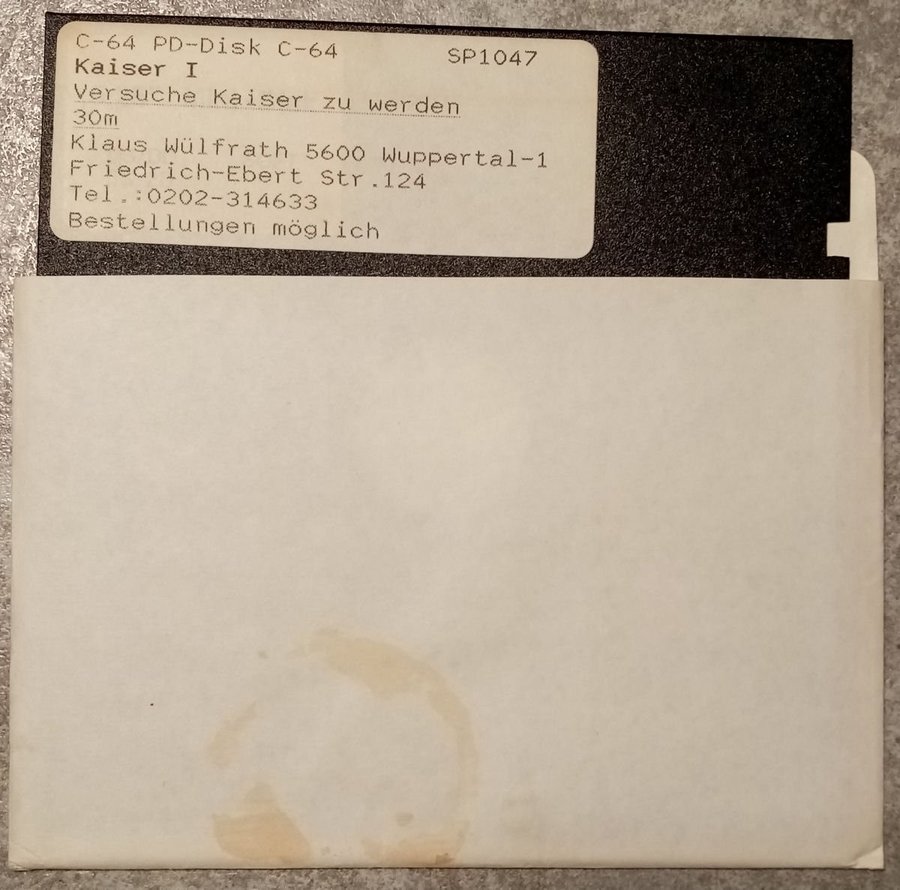 C-64 PD-Disk C-64 SP1047
Kaiser I
Versuche Kaiser zu werden
30m
Klaus Wülfrath 5600 Wuppertal-1
Friedrich-Ebert Str.124
Tel.:0202-314633
Bestellungen möglich